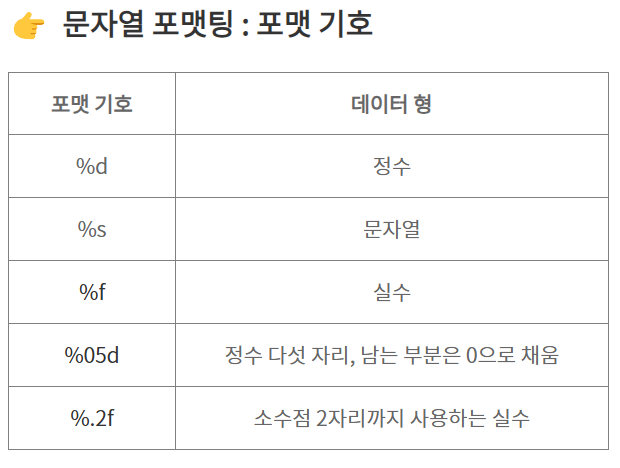 👉 문자열 포맷팅 : 포맷 기호
포맷 기호 데이터 형
%d 정수
%s 문자열
%f 실수
%05d 정수 다섯 자리, 남는 부분은 0으로 채움
%.2f 소수점 2자리까지 사용하는 실수